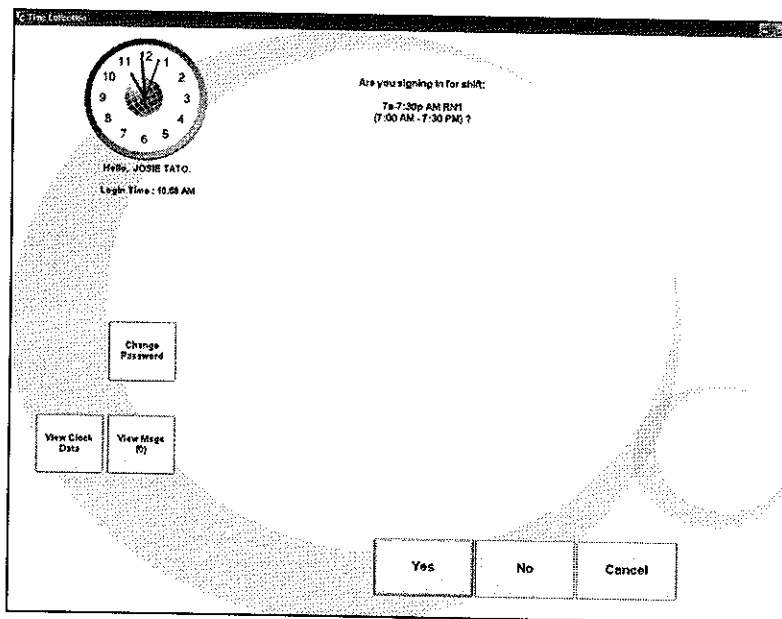 Time Collection
12
1
2
3
4
5
6
7
8
9
10
11
Hello, JOSIE TATO.
Login Time : 10:58 AM
Are you signing in for shift:
7a-7:30p AM RN1
(7:00 AM - 7:30 PM) ?
Change
Password
View Clock
Data
View Msgs
(0)
Yes
No
Cancel